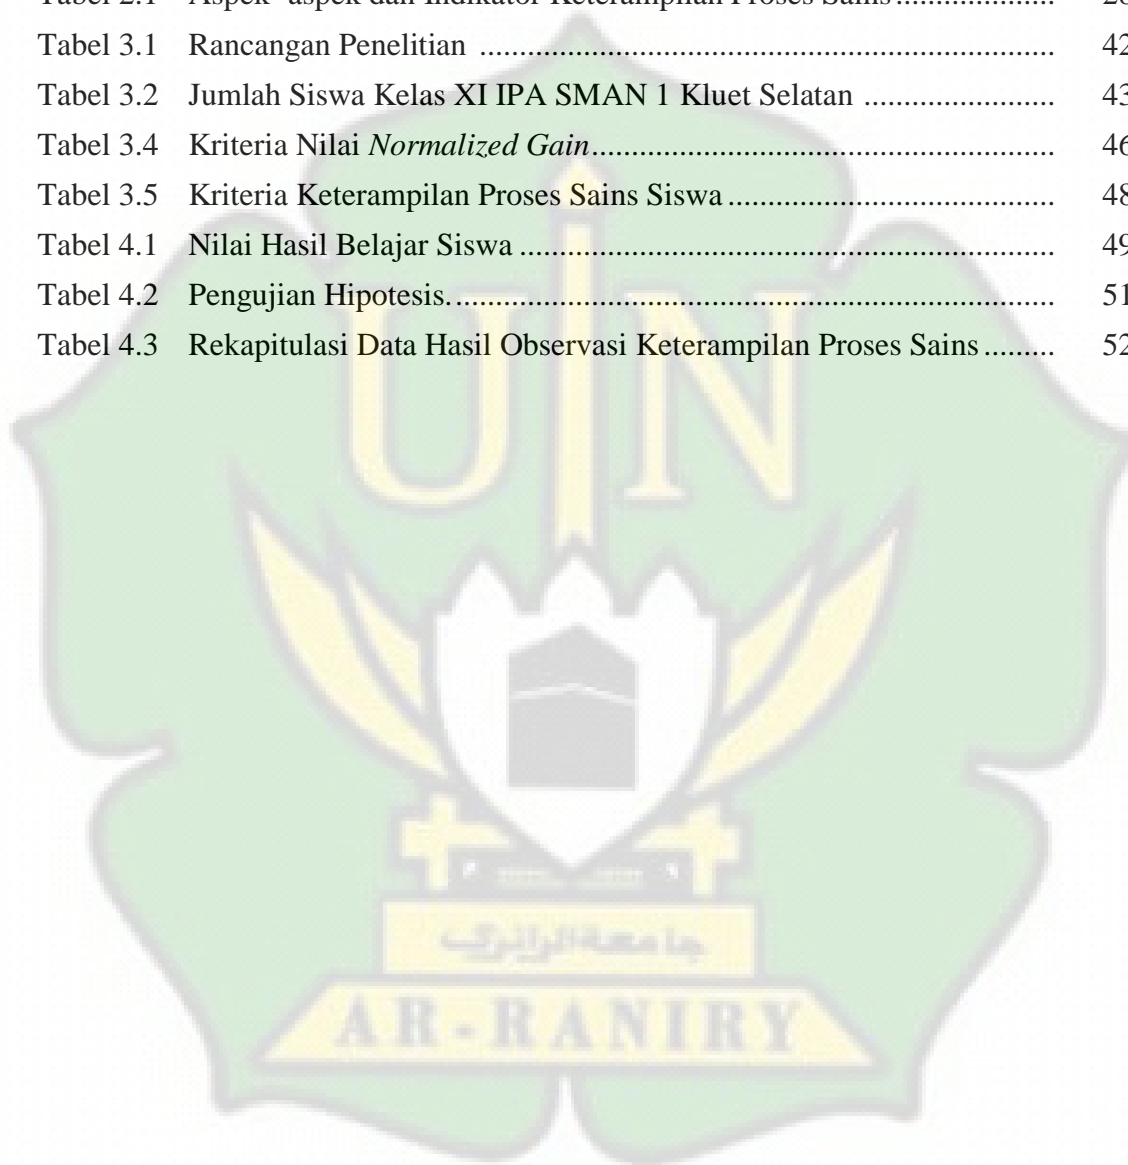 Tabel 2.1 Aspek-aspek dan Indikator Keterampilan Proses Sains....................
Tabel 3.1 Rancangan Penelitian ........................................................................ 42
Tabel 3.2 Jumlah Siswa Kelas XI IPA SMAN 1 Kluet Selatan ........................ 43
Tabel 3.4 Kriteria Nilai Normalized Gain.......................................................... 46
Tabel 3.5 Kriteria Keterampilan Proses Sains Siswa ......................................... 48
Tabel 4.1 Nilai Hasil Belajar Siswa ................................................................... 49
Tabel 4.2 Pengujian Hipotesis............................................................................ 51
Tabel 4.3 Rekapitulasi Data Hasil Observasi Keterampilan Proses Sains ......... 52
UIN
جامعة الرانري
AR-RANIRY